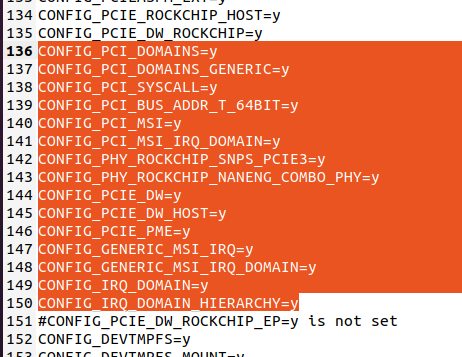 134 CONFIG_PCIE_ROCKCHIP_HOST=y
135 CONFIG_PCIE_DW_ROCKCHIP=y
136 CONFIG_PCI_DOMAINS=y
137 CONFIG_PCI_DOMAINS_GENERIC=y
138 CONFIG_PCI_SYSCALL=y
139 CONFIG_PCI_BUS_ADDR_T_64BIT=y
140 CONFIG_PCI_MSI=y
141 CONFIG_PCI_MSI_IRQ_DOMAIN=y
142 CONFIG_PHY_ROCKCHIP_SNPS_PCIE3=y
143 CONFIG_PHY_ROCKCHIP_NANENG_COMBO_PHY=y
144 CONFIG_PCIE_DW=y
145 CONFIG_PCIE_DW_HOST=y
146 CONFIG_PCIE_PME=y
147 CONFIG_GENERIC_MSI_IRQ=y
148 CONFIG_GENERIC_MSI_IRQ_DOMAIN=y
149 CONFIG_IRQ_DOMAIN=y
150 CONFIG_IRQ_DOMAIN_HIERARCHY=y
151 #CONFIG_PCIE_DW_ROCKCHIP_EP=y is not set
152 CONFIG_DEVTMPFS=y
153 CONFIG_DEVTMPFS_MOUNT=y